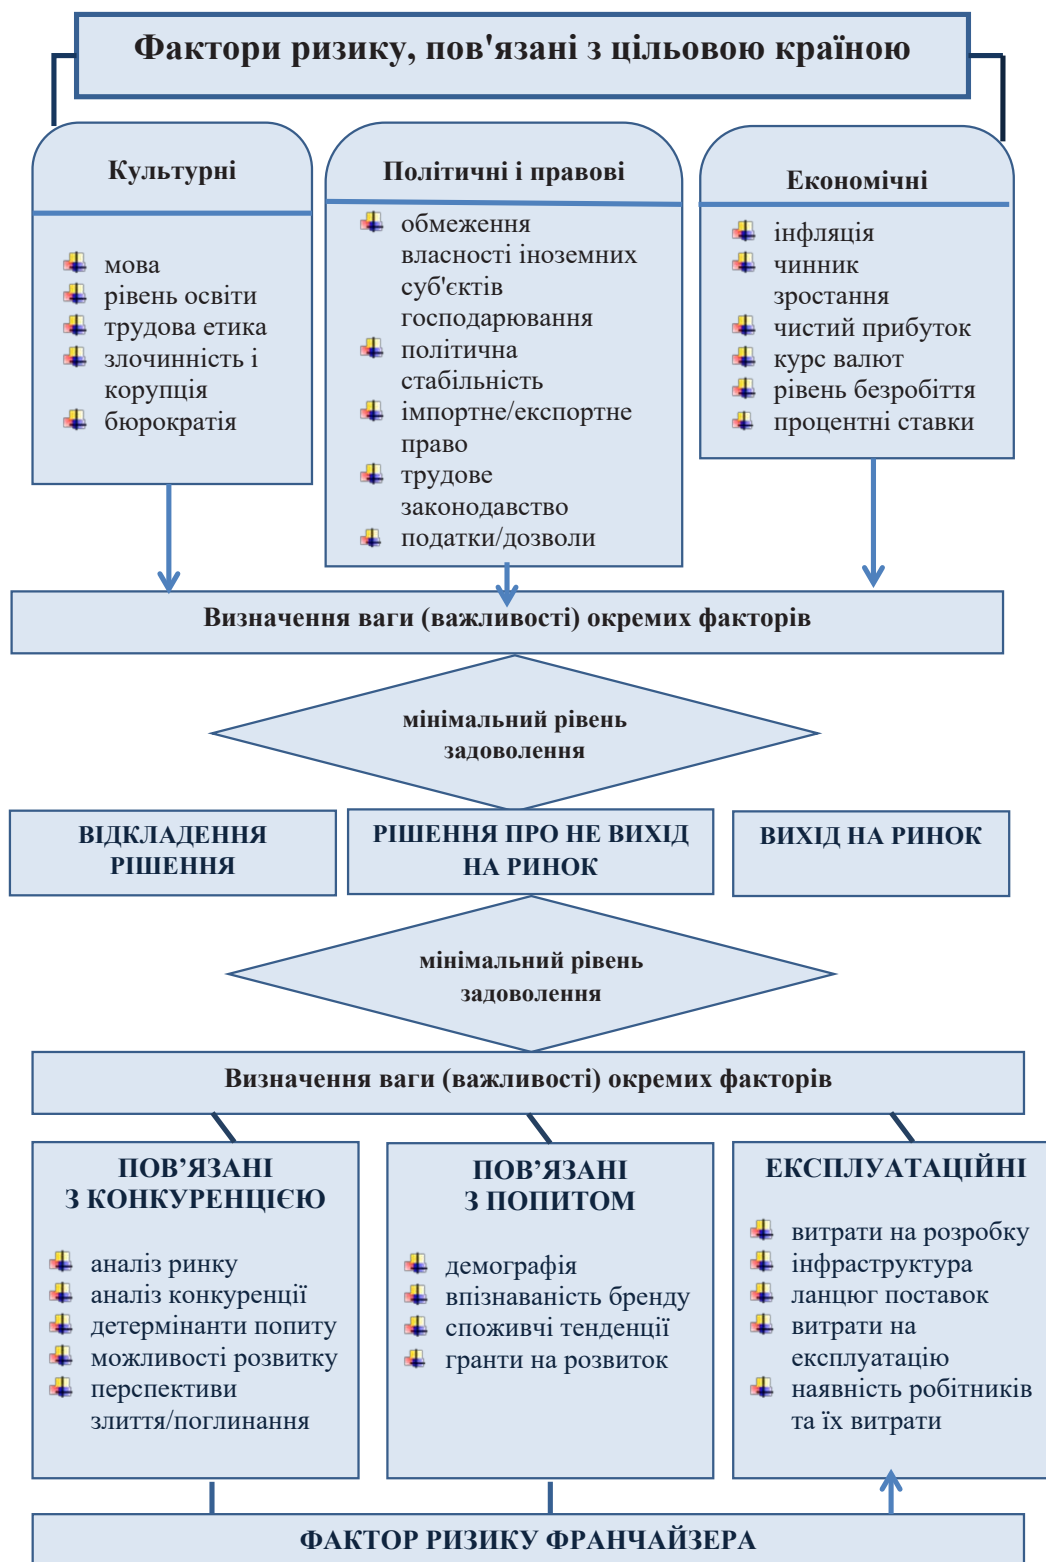 Фактори ризику, пов'язані з цільовою країною
Культурні
мова
рівень освіти
трудова етика
злочинність і
корупція
бюрократія
Політичні і правові
обмеження
власності іноземних
суб'єктів
господарювання
політична
стабільність
імпортне/експортне
право
трудове
законодавство
податки/дозволи
Економічні
інфляція
чинник
зростання
чистий прибуток
курс валют
рівень безробіття
процентні ставки
Визначення ваги (важливості) окремих факторів
мінімальний рівень
задоволення
ВІДКЛАДЕННЯ
РІШЕННЯ
РІШЕННЯ ПРО НЕ ВИХІД
НА РИНОК
ВИХІД НА РИНОК
мінімальний рівень
задоволення
Визначення ваги (важливості) окремих факторів
ПОВ’ЯЗАНІ
З КОНКУРЕНЦІЄЮ
аналіз ринку
аналіз конкуренції
детермінанти попиту
можливості розвитку
перспективи
злиття/поглинання
ПОВ’ЯЗАНІ
З ПОПИТОМ
демографія
впізнаваність бренду
споживчі тенденції
гранти на розвиток
ЕКСПЛУАТАЦІЙНІ
витрати на розробку
інфраструктура
ланцюг поставок
витрати на
експлуатацію
наявність робітників
та їх витрати
ФАКТОР РИЗИКУ ФРАНЧАЙЗЕРА